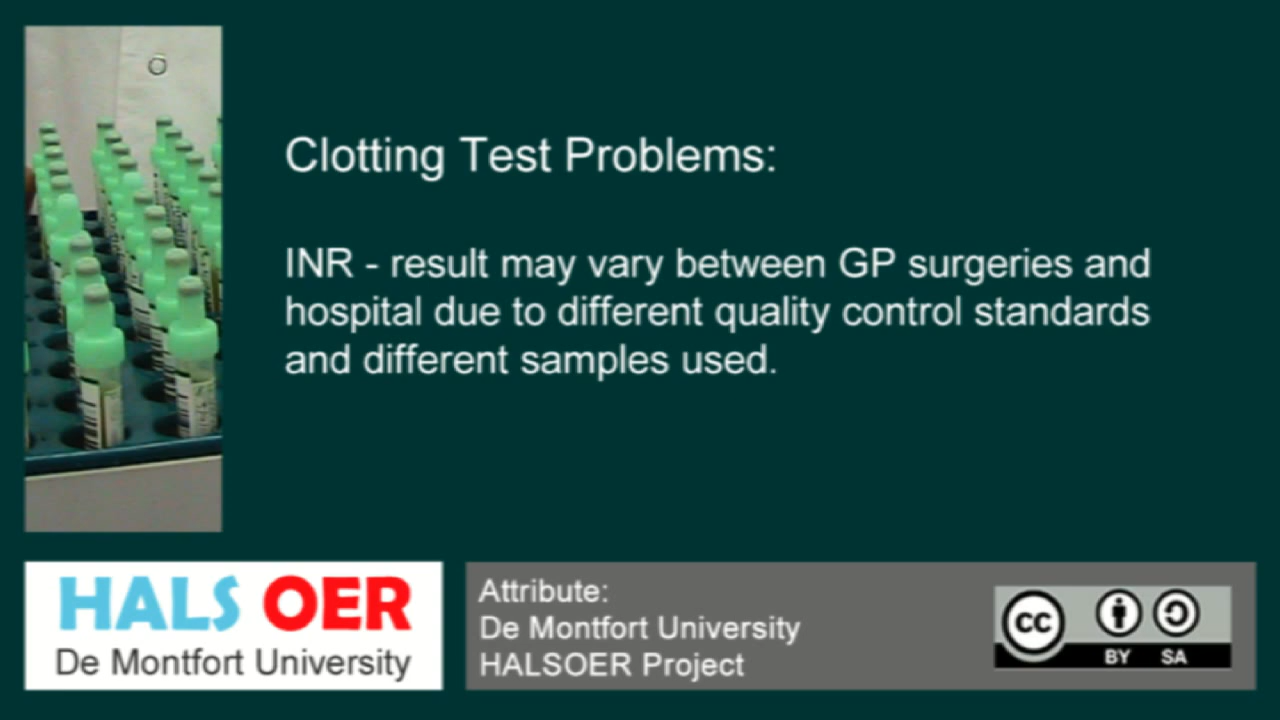 Clotting Test Problems:
INR - result may vary between GP surgeries and
hospital due to different quality control standards
and different samples used.
HALS OER
De Montfort University
Attribute:
De Montfort University
HALSOER Project
cc
BY SA